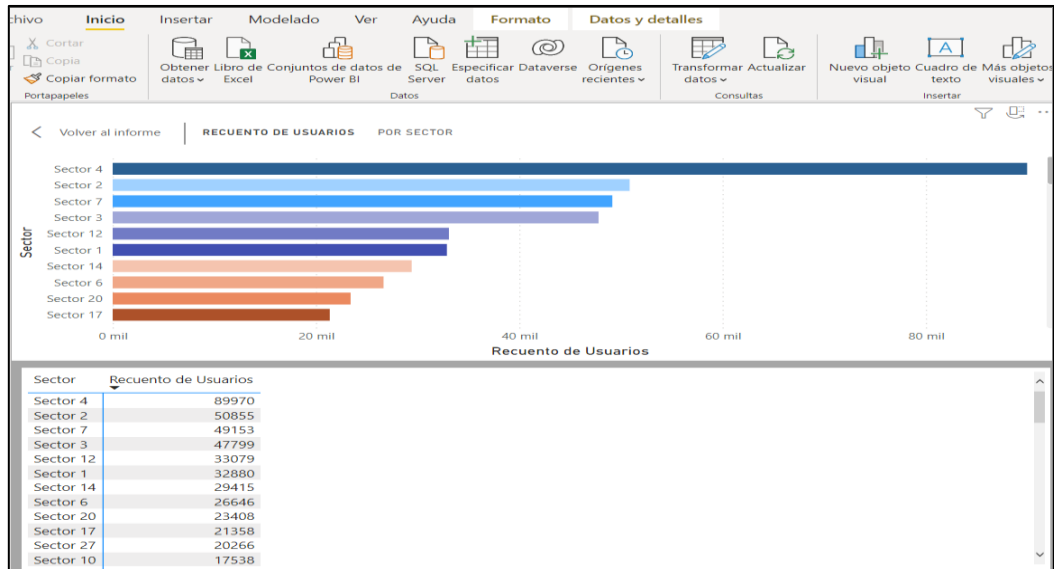 chivo Inicio Insertar Modelado Ver Ayuda Formato Datos y detalles
Cortar
Copia
Copiar formato
Portapapeles
Obtener datos
Libro de Excel
Conjuntos de datos de Power BI
SQL Server
Especificar datos
Dataverse
Orígenes recientes
Datos
Transformar datos
Actualizar
Consultas
Nuevo objeto visual
Cuadro de texto
A
Más objetos visuales
Insertar
Volver al informe RECUENTO DE USUARIOS POR SECTOR
Sector
Sector 4
Sector 2
Sector 7
Sector 3
Sector 12
Sector 1
Sector 14
Sector 6
Sector 20
Sector 17
0 mil 20 mil 40 mil 60 mil 80 mil
Recuento de Usuarios
Sector Recuento de Usuarios
Sector 4 89970
Sector 2 50855
Sector 7 49153
Sector 3 47799
Sector 12 33079
Sector 1 32880
Sector 14 29415
Sector 6 26646
Sector 20 23408
Sector 17 21358
Sector 27 20266
Sector 10 17538